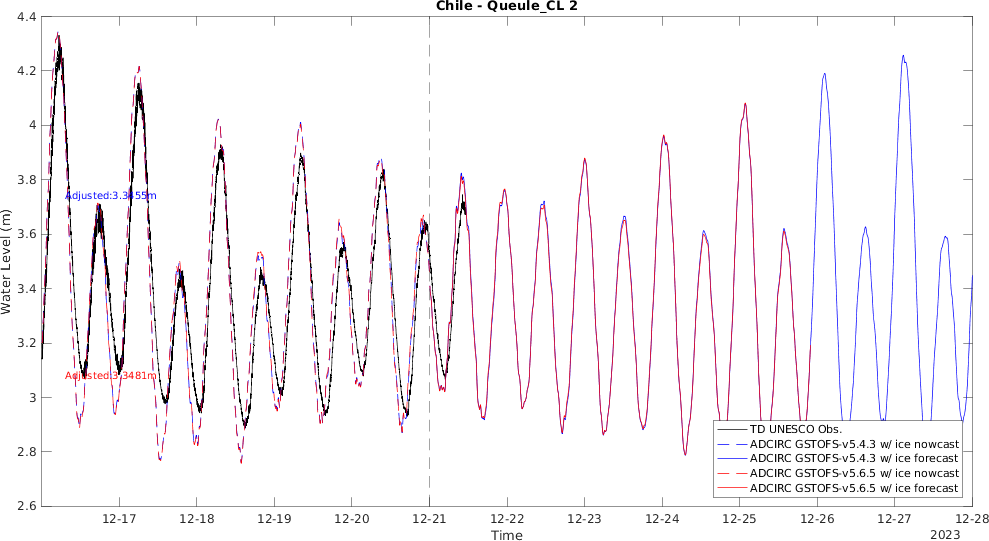 Chile - Queule_CL 2
4.4
4.2
4
3.8
3.6
3.4
3.2
3
2.8
2.6
Water Level (m)
Adjusted:3.3455m
Adjusted:3.3481m
TD UNESCO Obs.
ADCIRC GSTOFS-v5.4.3 w/ ice nowcast
ADCIRC GSTOFS-v5.4.3 w/ ice forecast
ADCIRC GSTOFS-v5.6.5 w/ ice nowcast
ADCIRC GSTOFS-v5.6.5 w/ ice forecast
12-17 12-18 12-19 12-20 12-21 12-22 12-23 12-24 12-25 12-26 12-27 12-28
Time
2023